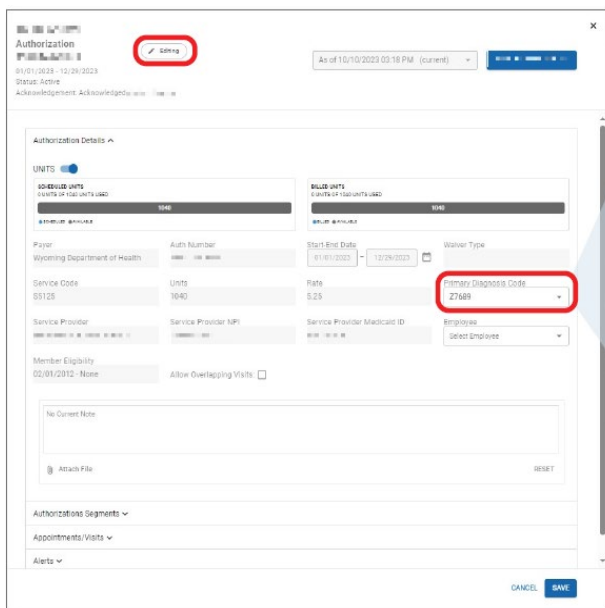 Authorization
Editing
As of 10/10/2023 03:18 PM (current)
01/01/2023 - 12/29/2023
Status: Active
Acknowledgement: Acknowledged
Authorization Details
UNITS
SCHEDULED UNITS
0 UNITS OF 1040 UNITS USED
1040
SCHEDULED AVAILABLE
BILLED UNITS
0 UNITS OF 1040 UNITS USED
1040
BILLED AVAILABLE
Payer
Wyoming Department of Health
Auth Number
Start-End Date
01/01/2023 - 12/29/2023
Waiver Type
Service Code
S5125
Units
1040
Rate
5.25
Primary Diagnosis Code
Z7689
Service Provider
Service Provider NPI
Service Provider Medicaid ID
Employee
Select Employee
Member Eligibility
02/01/2012 - None
Allow Overlapping Visits
No Current Note
Attach File
RESET
Authorizations Segments
Appointments/Visits
Alerts
CANCEL
SAVE